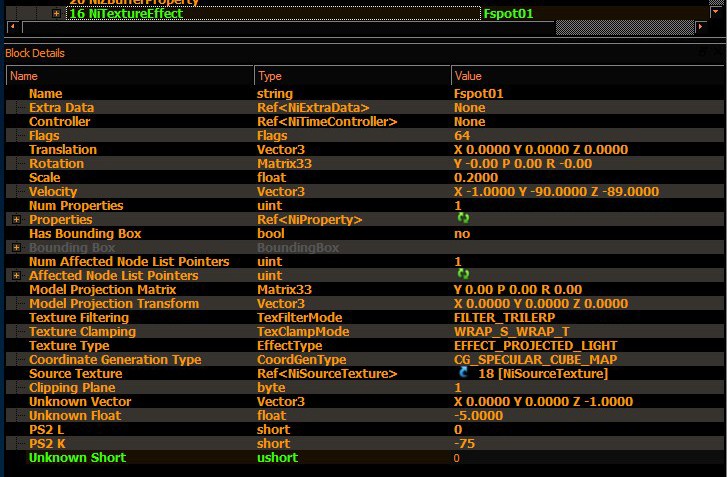 20 NiZBufferProperty
16 NiTextureEffect Fspot01
Block Details
Name Type Value
Name string Fspot01
Extra Data Ref<NiExtraData> None
Controller Ref<NiTimeController> None
Flags Flags 64
Translation Vector3 X 0.0000 Y 0.0000 Z 0.0000
Rotation Matrix33 Y -0.00 P 0.00 R -0.00
Scale float 0.2000
Velocity Vector3 X -1.0000 Y -90.0000 Z -89.0000
Num Properties uint 1
Properties Ref<NiProperty>
Has Bounding Box bool no
Bounding Box BoundingBox
Num Affected Node List Pointers uint 1
Affected Node List Pointers uint
Model Projection Matrix Matrix33 Y 0.00 P 0.00 R 0.00
Model Projection Transform Vector3 X 0.0000 Y 0.0000 Z 0.0000
Texture Filtering TexFilterMode FILTER_TRILERP
Texture Clamping TexClampMode WRAP_S_WRAP_T
Texture Type EffectType EFFECT_PROJECTED_LIGHT
Coordinate Generation Type CoordGenType CG_SPECULAR_CUBE_MAP
Source Texture Ref<NiSourceTexture> 18 [NiSourceTexture]
Clipping Plane byte 1
Unknown Vector Vector3 X 0.0000 Y 0.0000 Z -1.0000
Unknown Float float -5.0000
PS2 L short 0
PS2 K short -75
Unknown Short ushort 0